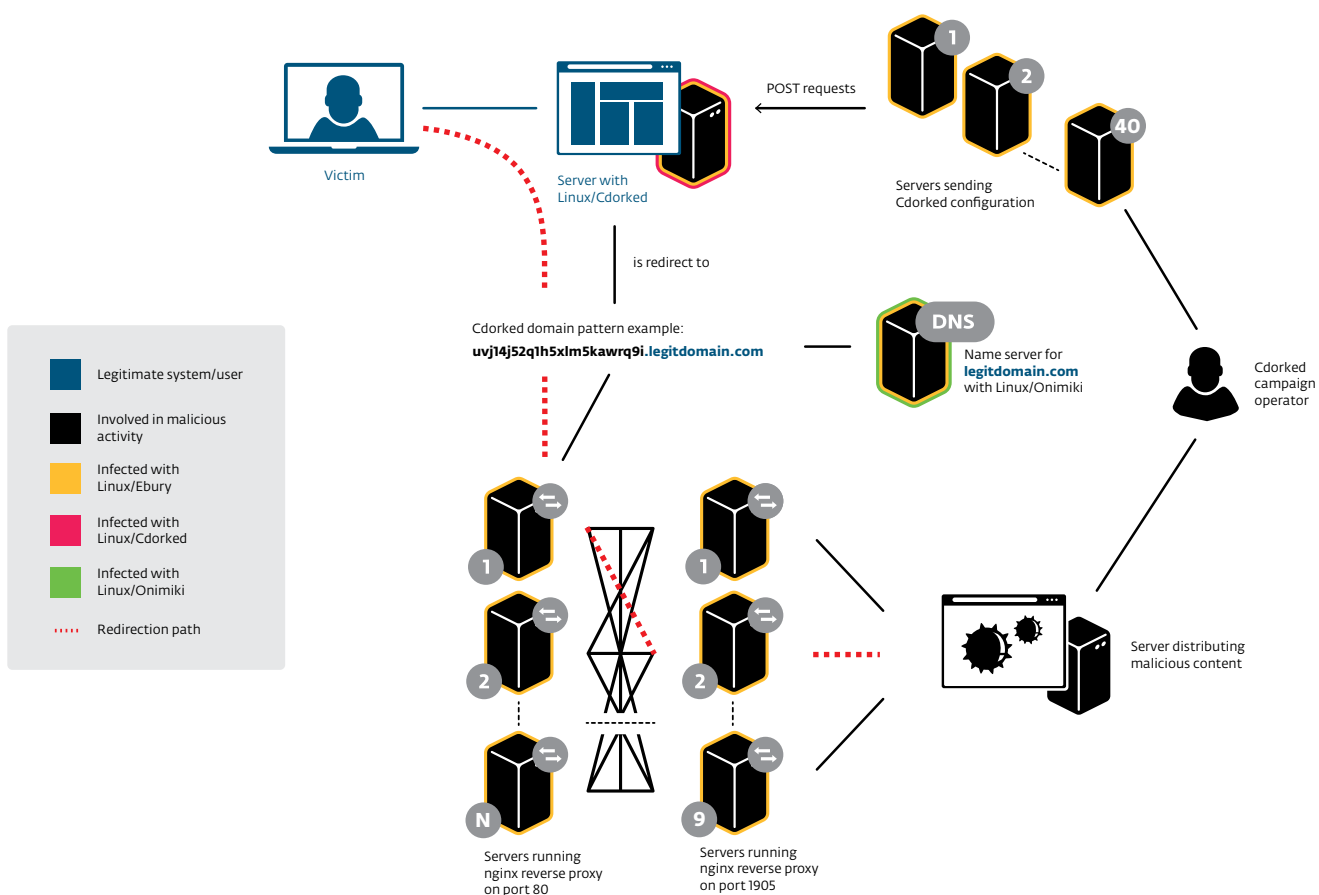 1
2
40
POST requests
Victim
Server with
Linux/Cdorked
Servers sending
Cdorked configuration
is redirect to
Cdorked domain pattern example:
uvj14j52q1h5xlm5kawrq9i.legitdomain.com
DNS
Name server for
legitdomain.com
with Linux/Onimiki
Cdorked
campaign
operator
Legitimate system/user
Involved in malicious
activity
Infected with
Linux/Ebury
Infected with
Linux/Cdorked
Infected with
Linux/Onimiki
Redirection path
1
2
N
Servers running
nginx reverse proxy
on port 80
1
2
9
Servers running
nginx reverse proxy
on port 1905
Server distributing
malicious content